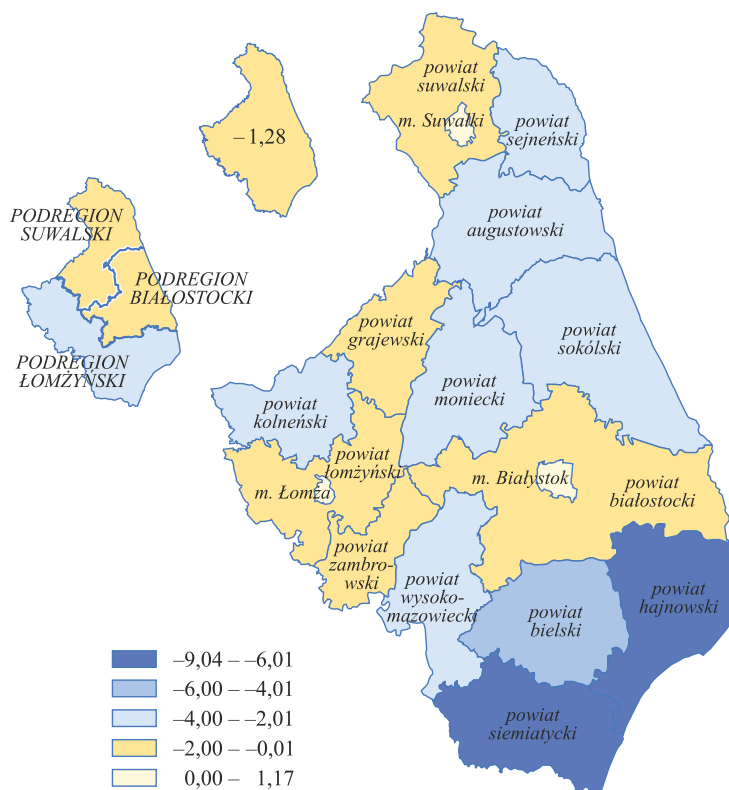 powiat
suwalski
m. Suwałki
powiat
sejneński
–1,28
PODREGION
SUWALSKI
PODREGION
BIAŁOSTOCKI
PODREGION
ŁOMŻYŃSKI
powiat
augustowski
powiat
grajewski
powiat
sokólski
powiat
kolneński
powiat
moniecki
powiat
łomżyński
m. Łomża
m. Białystok
powiat
białostocki
powiat
zambro-
wski
powiat
wysoko-
mazowiecki
powiat
bielski
powiat
hajnowski
powiat
siemiatycki
–9,04 – –6,01
–6,00 – –4,01
–4,00 – –2,01
–2,00 – –0,01
0,00 – 1,17